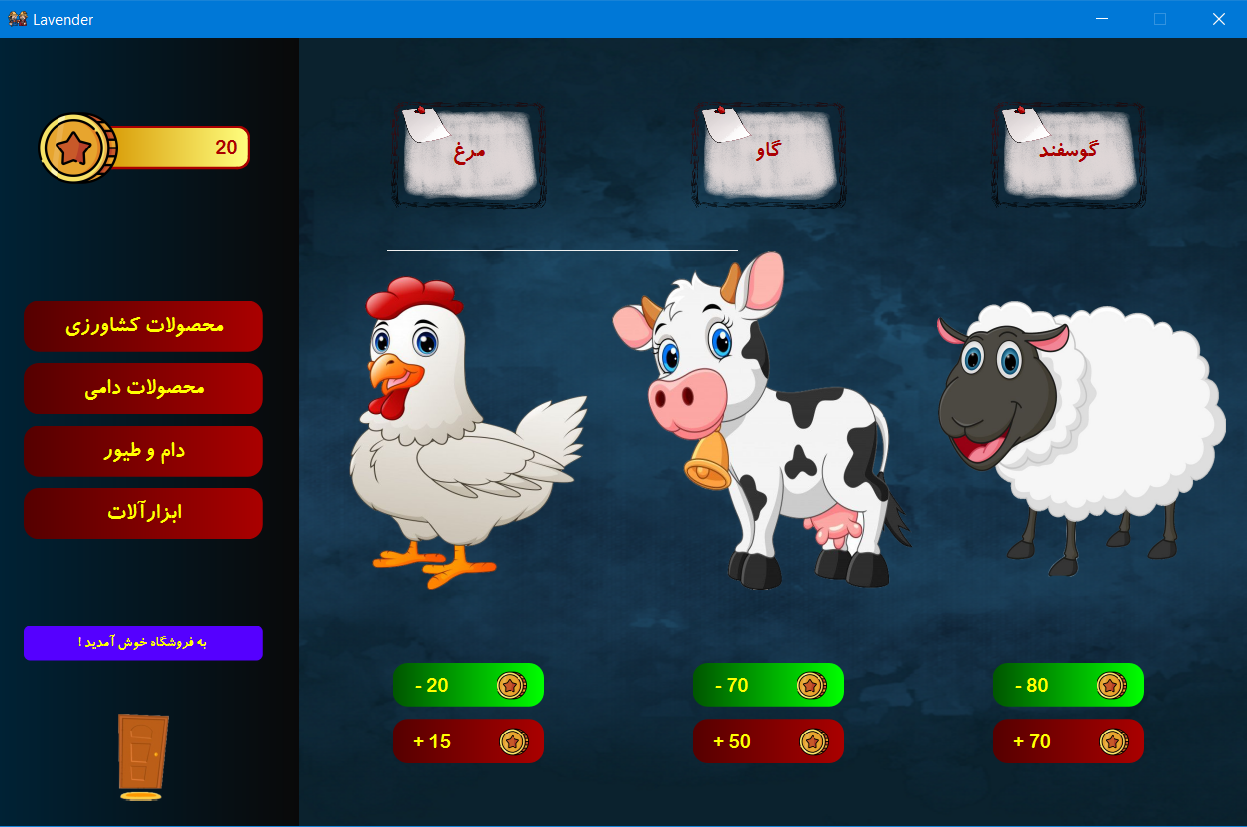 Lavender
20
مرغ
گاو
گوسفند
محصولات کشاورزی
محصولات دامی
دام و طیور
ابزارآلات
به فروشگاه خوش آمدید !
- 20
- 70
- 80
+ 15
+ 50
+ 70